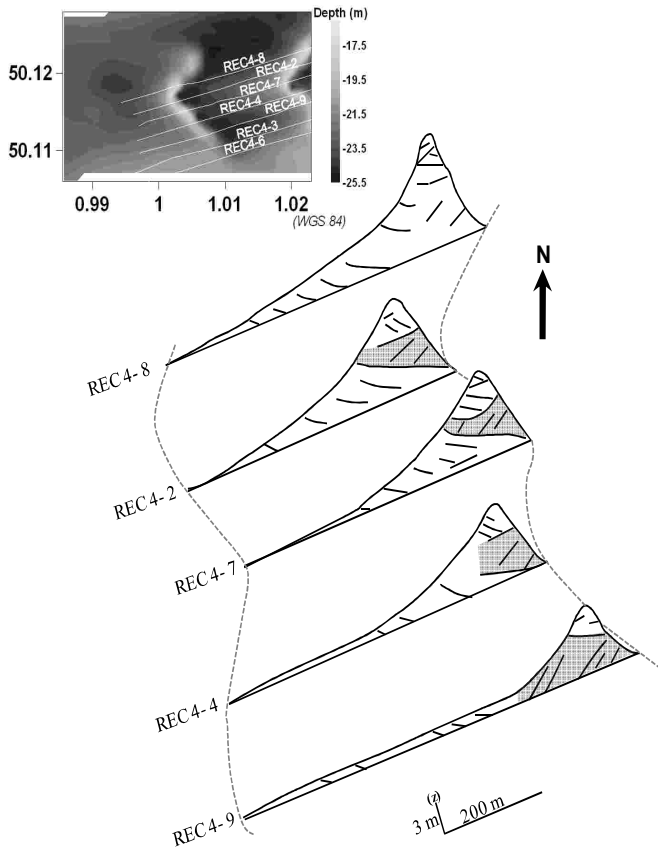 Depth (m)
-17.5
-19.5
-21.5
-23.5
-25.5
50.12
50.11
REC4-8
REC4-2
REC4-7
REC4-4
REC4-9
REC4-3
REC4-6
0.99 1 1.01 1.02
(WGS 84)
N
REC4-8
REC4-2
REC4-7
REC4-4
REC4-9
(z)
3 m
200 m